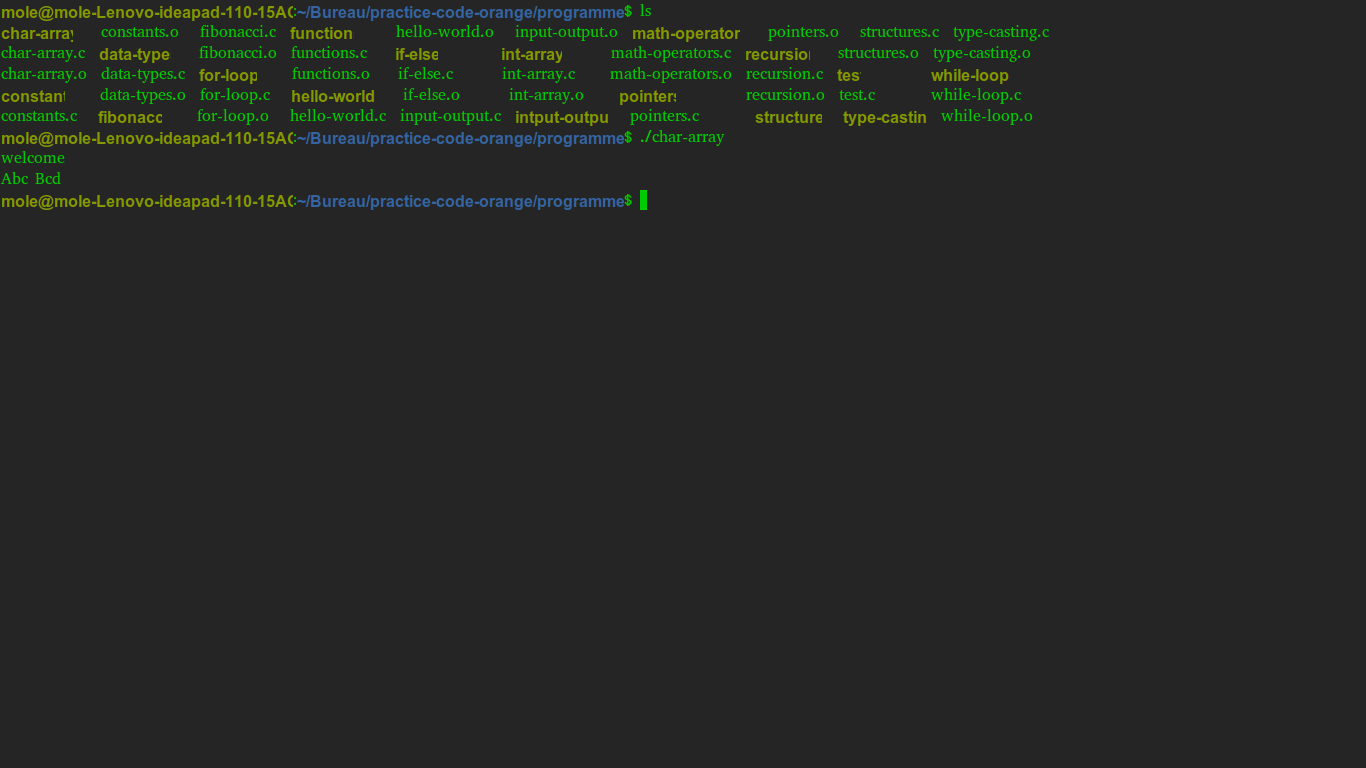 mole@mole-Lenovo-ideapad-110-15AC:~/Bureau/practice-code-orange/programme$ ls
char-array constants.o fibonacci.c function hello-world.o input-output.o math-operator pointers.o structures.c type-casting.c
char-array.c data-type fibonacci.o functions.c if-else int-array math-operators.c recursion structures.o type-casting.o
char-array.o data-types.c for-loop functions.o if-else.c int-array.c math-operators.o recursion.c tes while-loop
constant data-types.o for-loop.c hello-world if-else.o int-array.o pointers recursion.o test.c while-loop.c
constants.c fibonacc for-loop.o hello-world.c input-output.c intput-outpu pointers.c structure type-castin while-loop.o
mole@mole-Lenovo-ideapad-110-15AC:~/Bureau/practice-code-orange/programme$ ./char-array
welcome
Abc Bcd
mole@mole-Lenovo-ideapad-110-15AC:~/Bureau/practice-code-orange/programme$